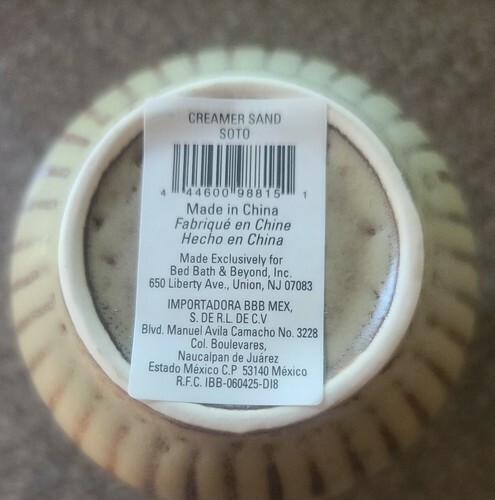 CREAMER SAND
SOTO
4 44600 98815 1
Made in China
Fabriqué en Chine
Hecho en China
Made Exclusively for
Bed Bath & Beyond, Inc.
650 Liberty Ave., Union, NJ 07083
IMPORTADORA BBB MEX,
S. DE R.L. DE C.V
Blvd. Manuel Avila Camacho No. 3228
Col. Boulevares,
Naucalpan de Juárez
Estado México C.P 53140 México
R.F.C. IBB-060425-DI8